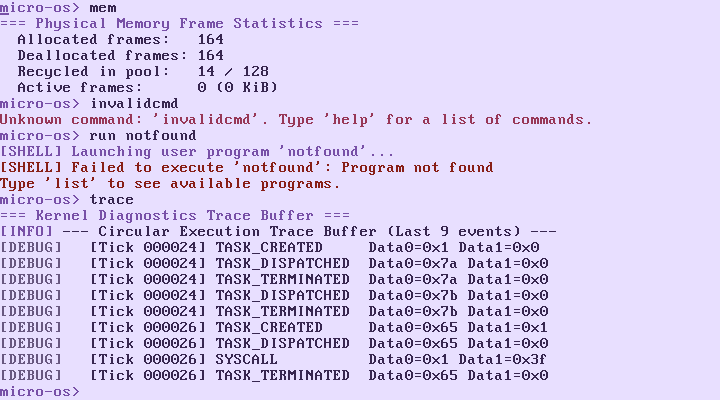 micro-os> mem
=== Physical Memory Frame Statistics ===
  Allocated frames:   164
  Deallocated frames: 164
  Recycled in pool:   14 / 128
  Active frames:      0 (0 KiB)
micro-os> invalidcmd
Unknown command: 'invalidcmd'. Type 'help' for a list of commands.
micro-os> run notfound
[SHELL] Launching user program 'notfound'...
[SHELL] Failed to execute 'notfound': Program not found
Type 'list' to see available programs.
micro-os> trace
=== Kernel Diagnostics Trace Buffer ===
[INFO] --- Circular Execution Trace Buffer (Last 9 events) ---
[DEBUG]   [Tick 000024] TASK_CREATED     Data0=0x1 Data1=0x0
[DEBUG]   [Tick 000024] TASK_DISPATCHED  Data0=0x7a Data1=0x0
[DEBUG]   [Tick 000024] TASK_TERMINATED  Data0=0x7a Data1=0x0
[DEBUG]   [Tick 000024] TASK_DISPATCHED  Data0=0x7b Data1=0x0
[DEBUG]   [Tick 000024] TASK_TERMINATED  Data0=0x7b Data1=0x0
[DEBUG]   [Tick 000026] TASK_CREATED     Data0=0x65 Data1=0x1
[DEBUG]   [Tick 000026] TASK_DISPATCHED  Data0=0x65 Data1=0x0
[DEBUG]   [Tick 000026] SYSCALL          Data0=0x1 Data1=0x3f
[DEBUG]   [Tick 000026] TASK_TERMINATED  Data0=0x65 Data1=0x0
micro-os>